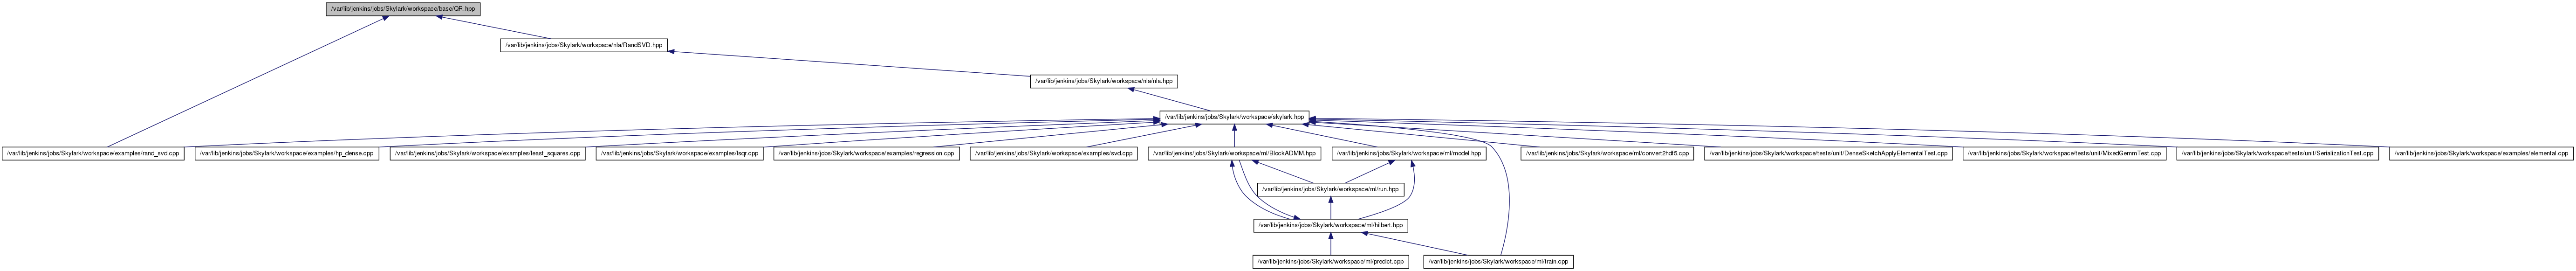 /var/lib/jenkins/jobs/Skylark/workspace/base/QR.hpp
/var/lib/jenkins/jobs/Skylark/workspace/nla/RandSVD.hpp
/var/lib/jenkins/jobs/Skylark/workspace/nla/nla.hpp
/var/lib/jenkins/jobs/Skylark/workspace/skylark.hpp
/var/lib/jenkins/jobs/Skylark/workspace/examples/rand_svd.cpp
/var/lib/jenkins/jobs/Skylark/workspace/examples/hp_dense.cpp
/var/lib/jenkins/jobs/Skylark/workspace/examples/least_squares.cpp
/var/lib/jenkins/jobs/Skylark/workspace/examples/lsqr.cpp
/var/lib/jenkins/jobs/Skylark/workspace/examples/regression.cpp
/var/lib/jenkins/jobs/Skylark/workspace/examples/svd.cpp
/var/lib/jenkins/jobs/Skylark/workspace/ml/BlockADMM.hpp
/var/lib/jenkins/jobs/Skylark/workspace/ml/model.hpp
/var/lib/jenkins/jobs/Skylark/workspace/ml/convert2hdf5.cpp
/var/lib/jenkins/jobs/Skylark/workspace/tests/unit/DenseSketchApplyElementalTest.cpp
/var/lib/jenkins/jobs/Skylark/workspace/tests/unit/MixedGemmTest.cpp
/var/lib/jenkins/jobs/Skylark/workspace/tests/unit/SerializationTest.cpp
/var/lib/jenkins/jobs/Skylark/workspace/examples/elemental.cpp
/var/lib/jenkins/jobs/Skylark/workspace/ml/run.hpp
/var/lib/jenkins/jobs/Skylark/workspace/ml/hilbert.hpp
/var/lib/jenkins/jobs/Skylark/workspace/ml/predict.cpp
/var/lib/jenkins/jobs/Skylark/workspace/ml/train.cpp